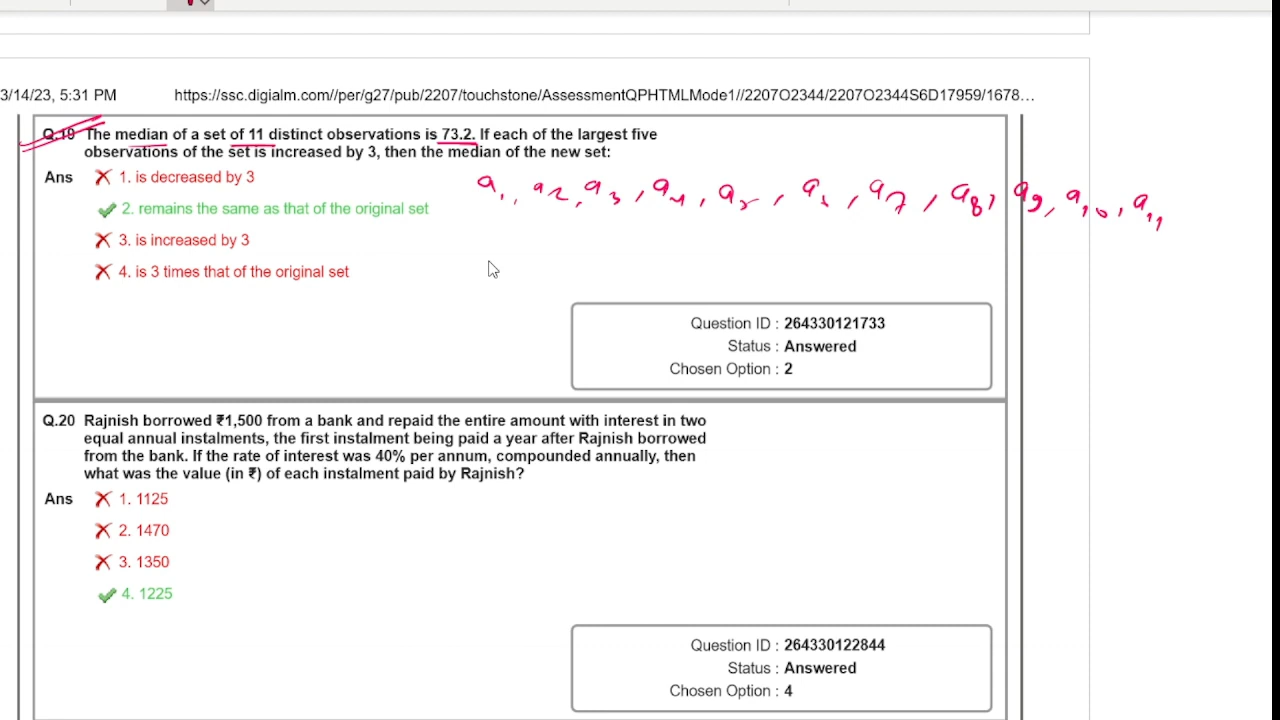 3/14/23, 5:31 PM https://ssc.digialm.com//per/g27/pub/2207/touchstone/AssessmentQPHTMLMode1//2207O2344/2207O2344S6D17959/1678...
Q.19 The median of a set of 11 distinct observations is 73.2. If each of the largest five
observations of the set is increased by 3, then the median of the new set:
Ans 1. is decreased by 3
a1, a2, a3, a4, a5, a6, a7, a8, a9, a10, a11
2. remains the same as that of the original set
3. is increased by 3
4. is 3 times that of the original set
Question ID : 264330121733
Status : Answered
Chosen Option : 2
Q.20 Rajnish borrowed ₹1,500 from a bank and repaid the entire amount with interest in two
equal annual instalments, the first instalment being paid a year after Rajnish borrowed
from the bank. If the rate of interest was 40% per annum, compounded annually, then
what was the value (in ₹) of each instalment paid by Rajnish?
Ans 1. 1125
2. 1470
3. 1350
4. 1225
Question ID : 264330122844
Status : Answered
Chosen Option : 4